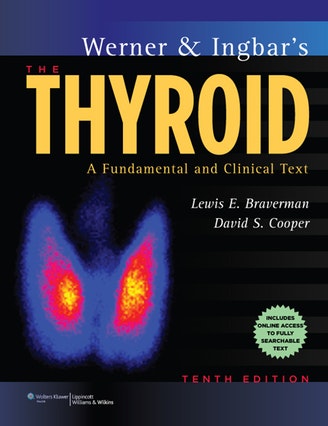 Werner & Ingbar's
THE
THYROID
A Fundamental and Clinical Text
Lewis E. Braverman
David S. Cooper
INCLUDES
ONLINE ACCESS
TO FULLY
SEARCHABLE
TEXT
TENTH EDITION
Wolters Kluwer
Health
Lippincott
Williams & Wilkins